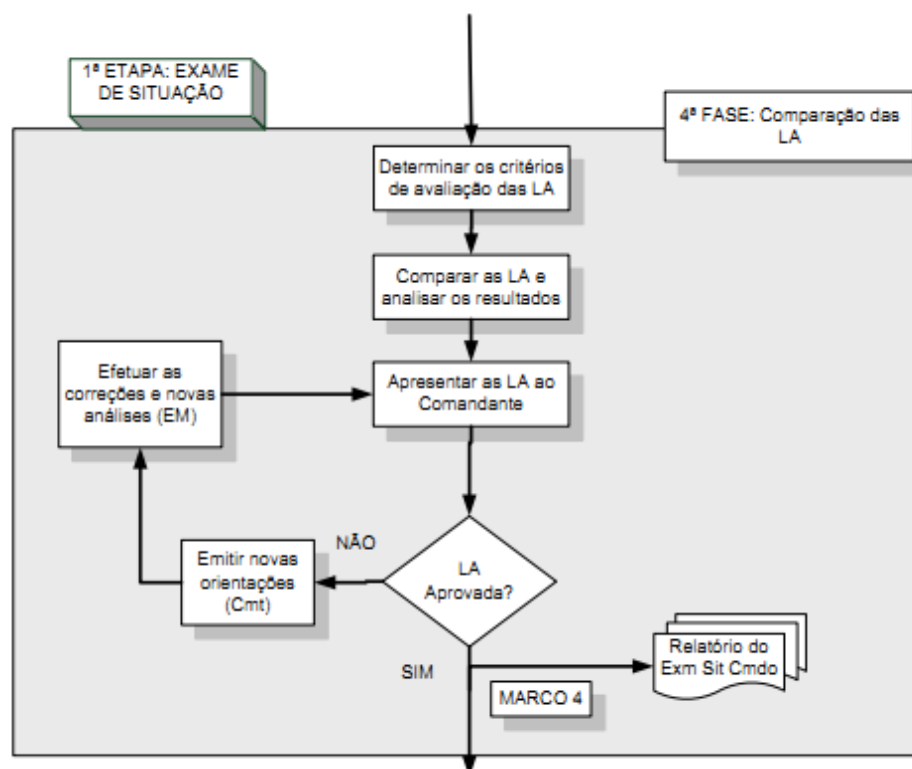 1ª ETAPA: EXAME
DE SITUAÇÃO
4ª FASE: Comparação das
LA
Determinar os critérios
de avaliação das LA
Comparar as LA e
analisar os resultados
Efetuar as
correções e novas
análises (EM)
Apresentar as LA ao
Comandante
NÃO
Emitir novas
orientações
(Cmt)
LA
Aprovada?
SIM
Relatório do
Exm Sit Cmdo
MARCO 4